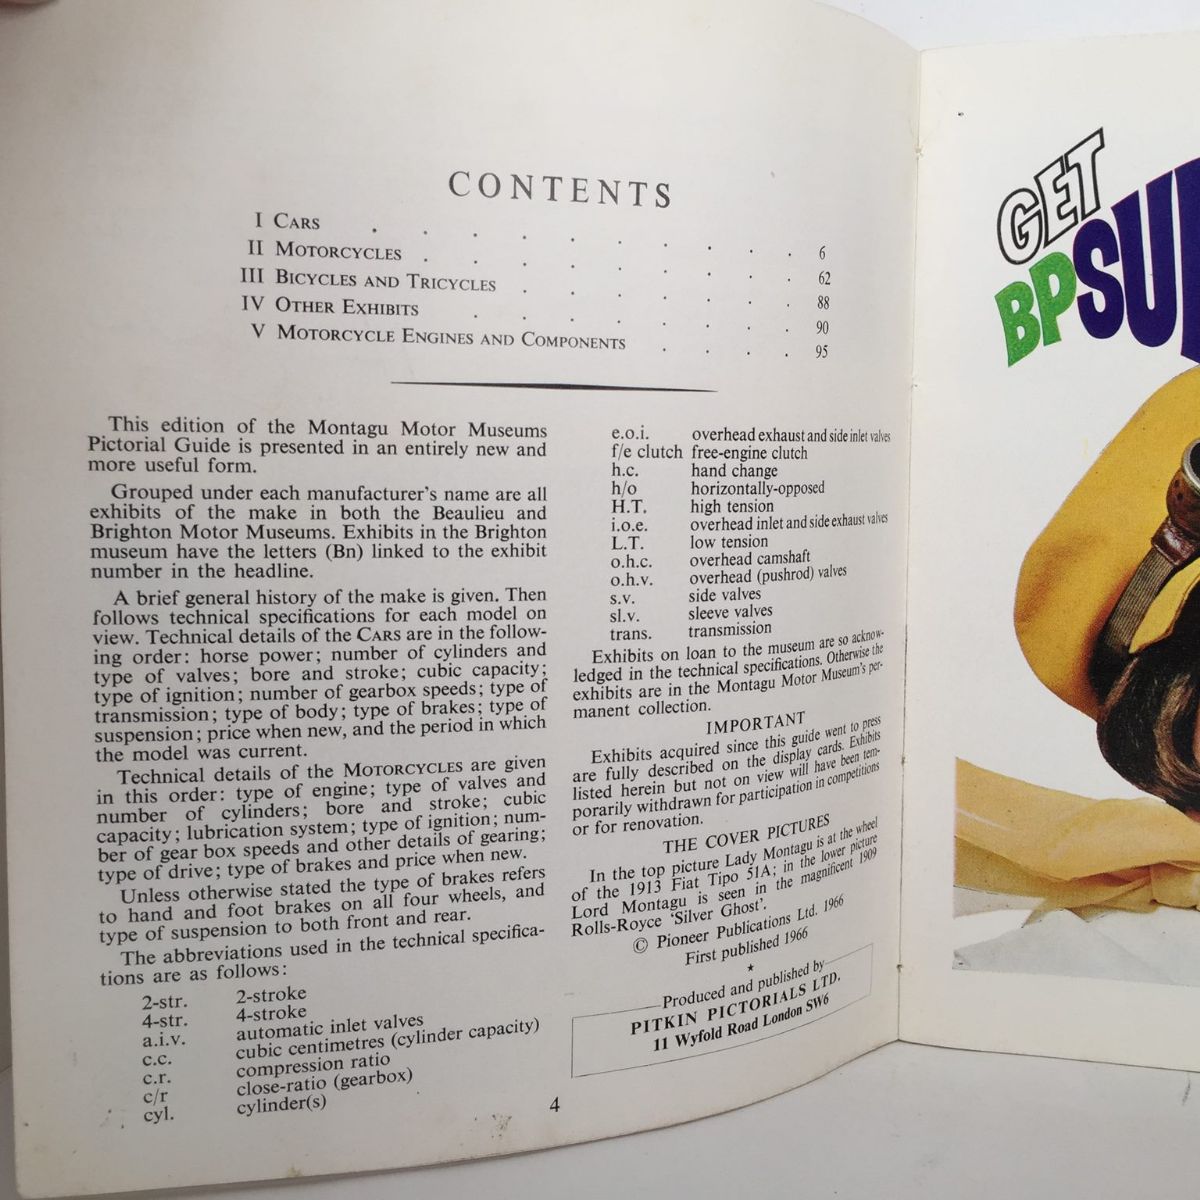 CONTENTS
I CARS . . . . . . . . . . 6
II MOTORCYCLES . . . . . . . . . 62
III BICYCLES AND TRICYCLES . . . . . . . 88
IV OTHER EXHIBITS . . . . . . . . 90
V MOTORCYCLE ENGINES AND COMPONENTS . . . . 95
This edition of the Montagu Motor Museums
Pictorial Guide is presented in an entirely new and
more useful form.
Grouped under each manufacturer's name are all
exhibits of the make in both the Beaulieu and
Brighton Motor Museums. Exhibits in the Brighton
museum have the letters (Bn) linked to the exhibit
number in the headline.
A brief general history of the make is given. Then
follows technical specifications for each model on
view. Technical details of the CARS are in the follow-
ing order: horse power; number of cylinders and
type of valves; bore and stroke; cubic capacity;
type of ignition; number of gearbox speeds; type of
transmission; type of body; type of brakes; type of
suspension; price when new, and the period in which
the model was current.
Technical details of the MOTORCYCLES are given
in this order: type of engine; type of valves and
number of cylinders; bore and stroke; cubic
capacity; lubrication system; type of ignition; num-
ber of gear box speeds and other details of gearing;
type of drive; type of brakes and price when new.
Unless otherwise stated the type of brakes refers
to hand and foot brakes on all four wheels, and
type of suspension to both front and rear.
The abbreviations used in the technical specifica-
tions are as follows:
2-str. 2-stroke
4-str. 4-stroke
a.i.v. automatic inlet valves
c.c. cubic centimetres (cylinder capacity)
c.r. compression ratio
c/r close-ratio (gearbox)
cyl. cylinder(s)
e.o.i. overhead exhaust and side inlet valves
f/e clutch free-engine clutch
h.c. hand change
h/o horizontally-opposed
H.T. high tension
i.o.e. overhead inlet and side exhaust valves
L.T. low tension
o.h.c. overhead camshaft
o.h.v. overhead (pushrod) valves
s.v. side valves
sl.v. sleeve valves
trans. transmission
Exhibits on loan to the museum are so acknow-
ledged in the technical specifications. Otherwise the
exhibits are in the Montagu Motor Museum's per-
manent collection.
IMPORTANT
Exhibits acquired since this guide went to press
are fully described on the display cards. Exhibits
listed herein but not on view will have been tem-
porarily withdrawn for participation in competitions
or for renovation.
THE COVER PICTURES
In the top picture Lady Montagu is at the wheel
of the 1913 Fiat Tipo 51A; in the lower picture
Lord Montagu is seen in the magnificent 1909
Rolls-Royce 'Silver Ghost'.
© Pioneer Publications Ltd. 1966
First published 1966
★
Produced and published by
PITKIN PICTORIALS LTD.
11 Wyfold Road London SW6
4
GET
BPSU